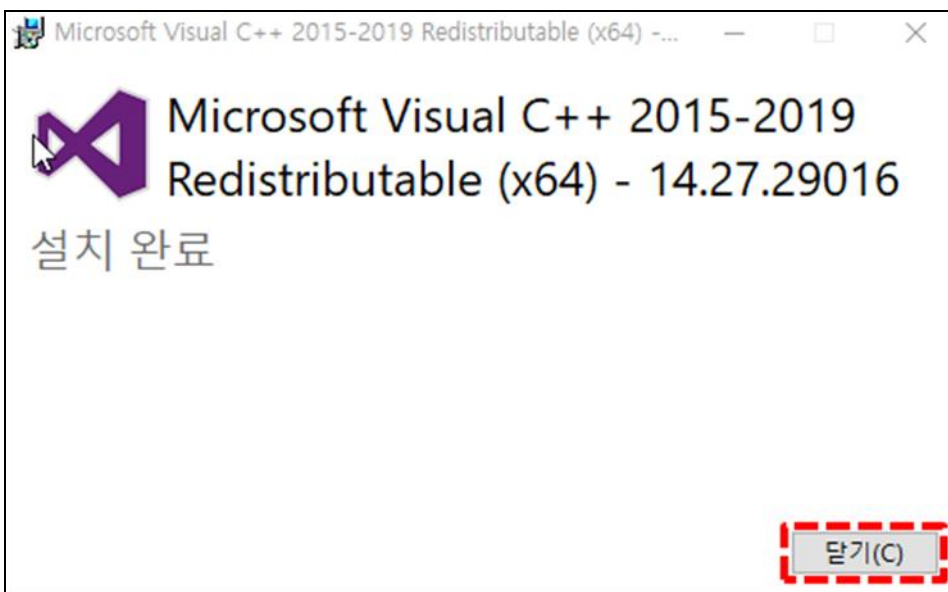 Microsoft Visual C++ 2015-2019 Redistributable (x64) -...
Microsoft Visual C++ 2015-2019
Redistributable (x64) - 14.27.29016
설치 완료
닫기(C)